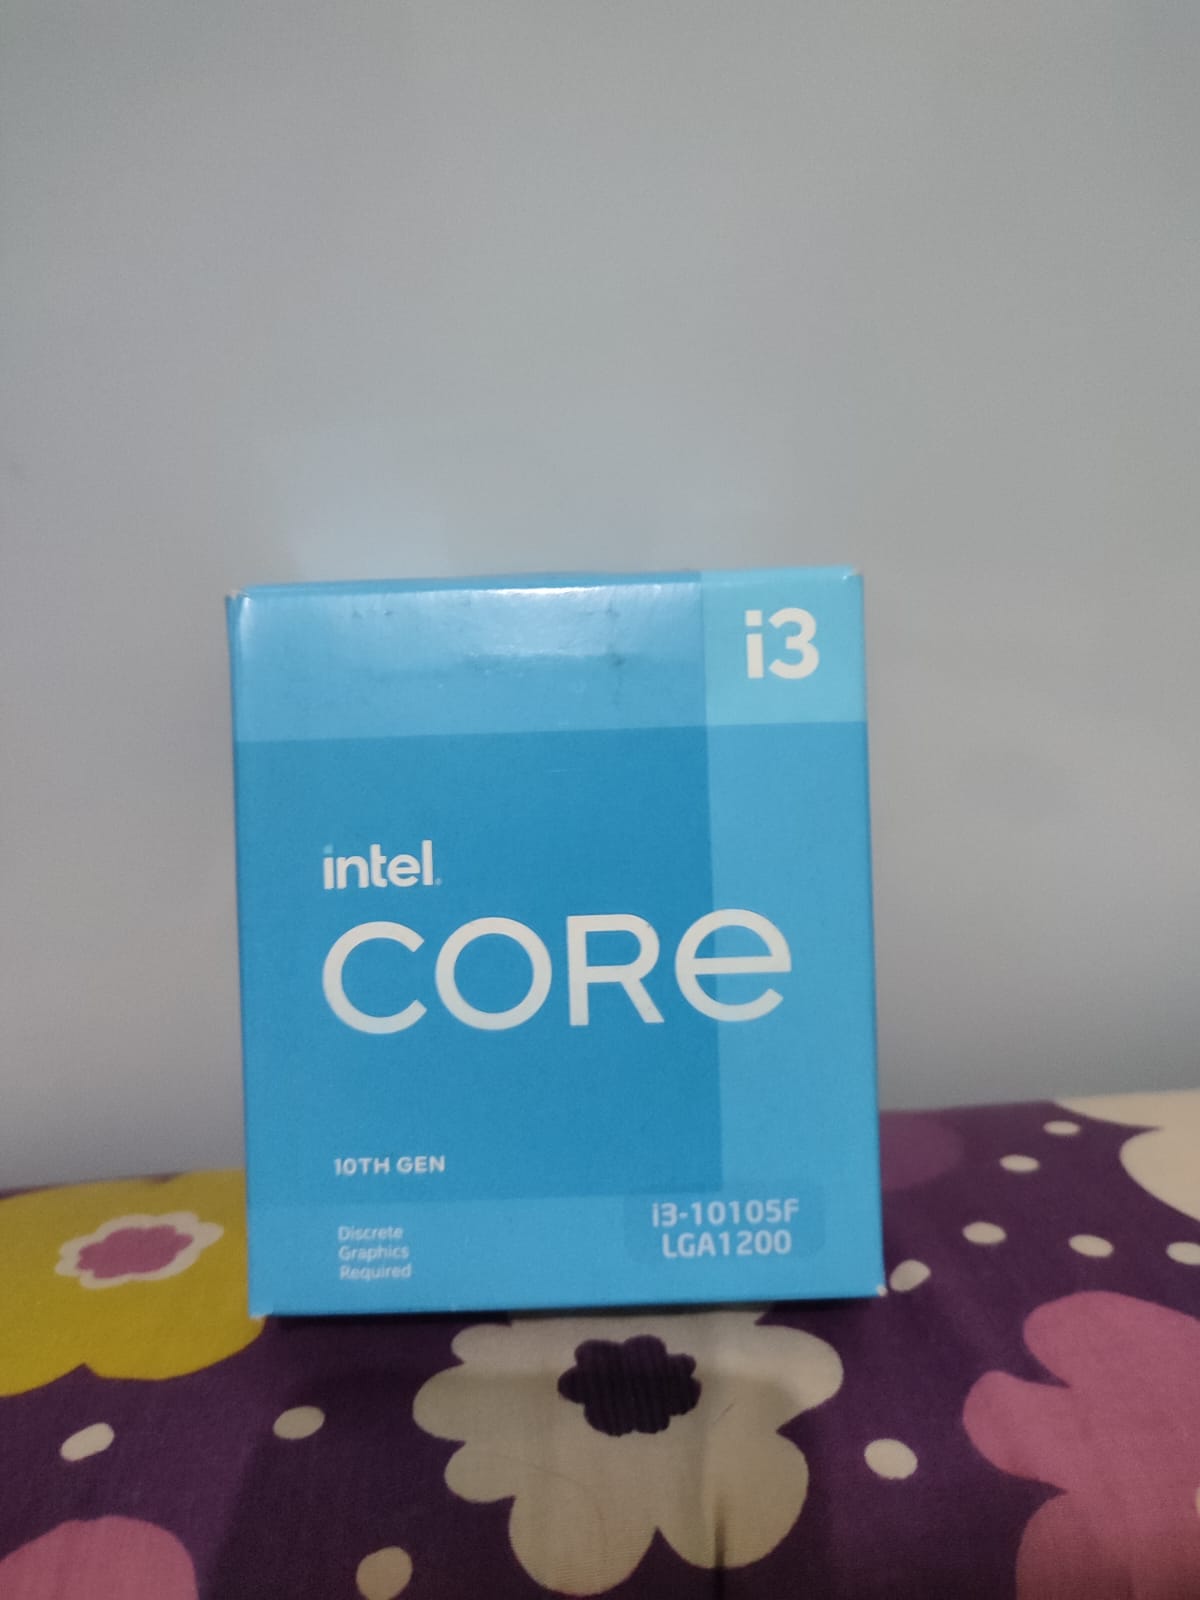 i3
intel
CORE
10TH GEN
Discrete
Graphics
Required
i3-10105F
LGA1200